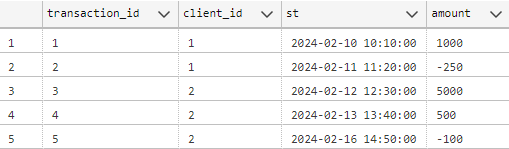 transaction_id client_id st amount
1 1 1 2024-02-10 10:10:00 1000
2 2 1 2024-02-11 11:20:00 -250
3 3 2 2024-02-12 12:30:00 5000
4 4 2 2024-02-13 13:40:00 500
5 5 2 2024-02-16 14:50:00 -100